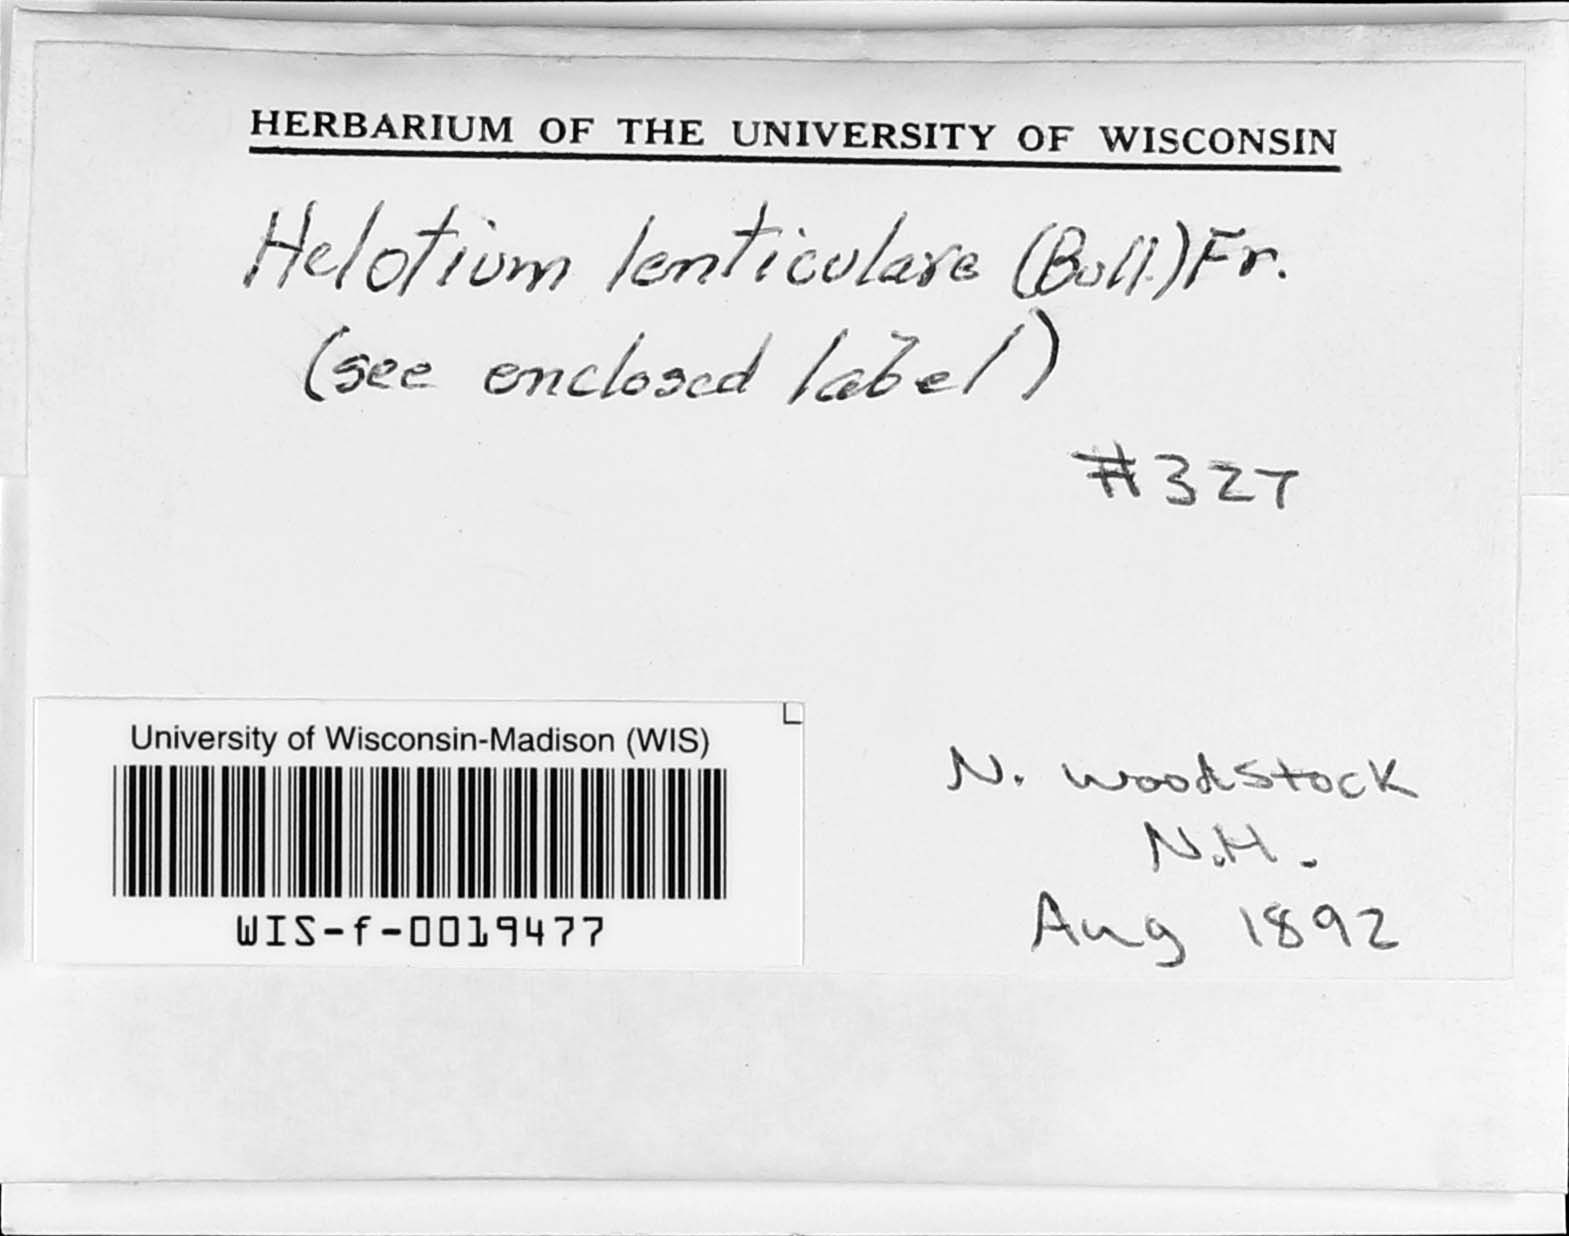 HERBARIUM OF THE UNIVERSITY OF WISCONSIN
Helotium lenticulare (Bull.) Fr.
(see enclosed label)
#327
University of Wisconsin-Madison (WIS)
WIS-f-0019477
N. Woodstock
N.H.
Aug 1892